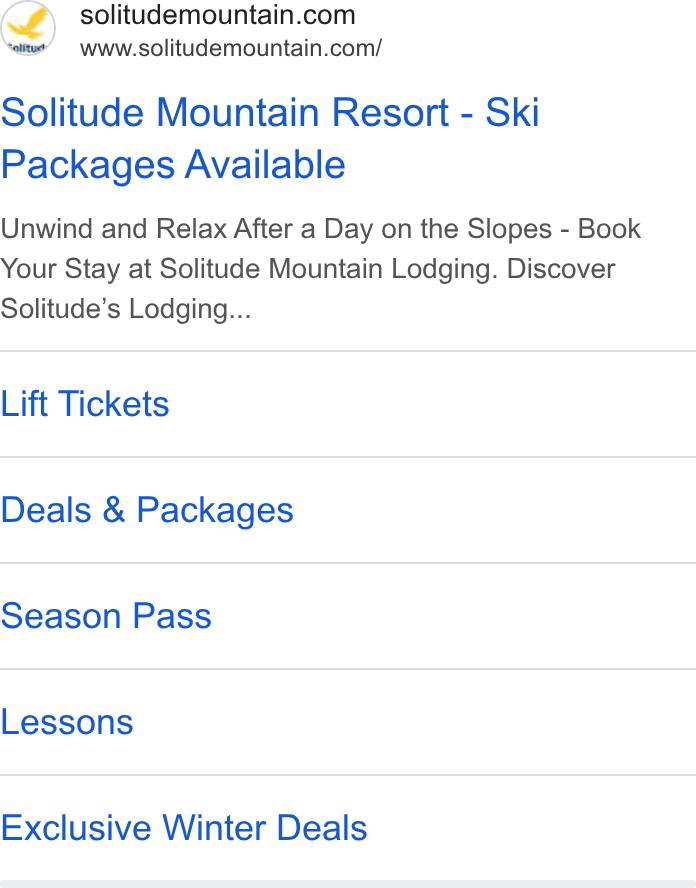 solitudemountain.com
www.solitudemountain.com/
Solitude Mountain Resort - Ski
Packages Available
Unwind and Relax After a Day on the Slopes - Book
Your Stay at Solitude Mountain Lodging. Discover
Solitude’s Lodging...
Lift Tickets
Deals & Packages
Season Pass
Lessons
Exclusive Winter Deals